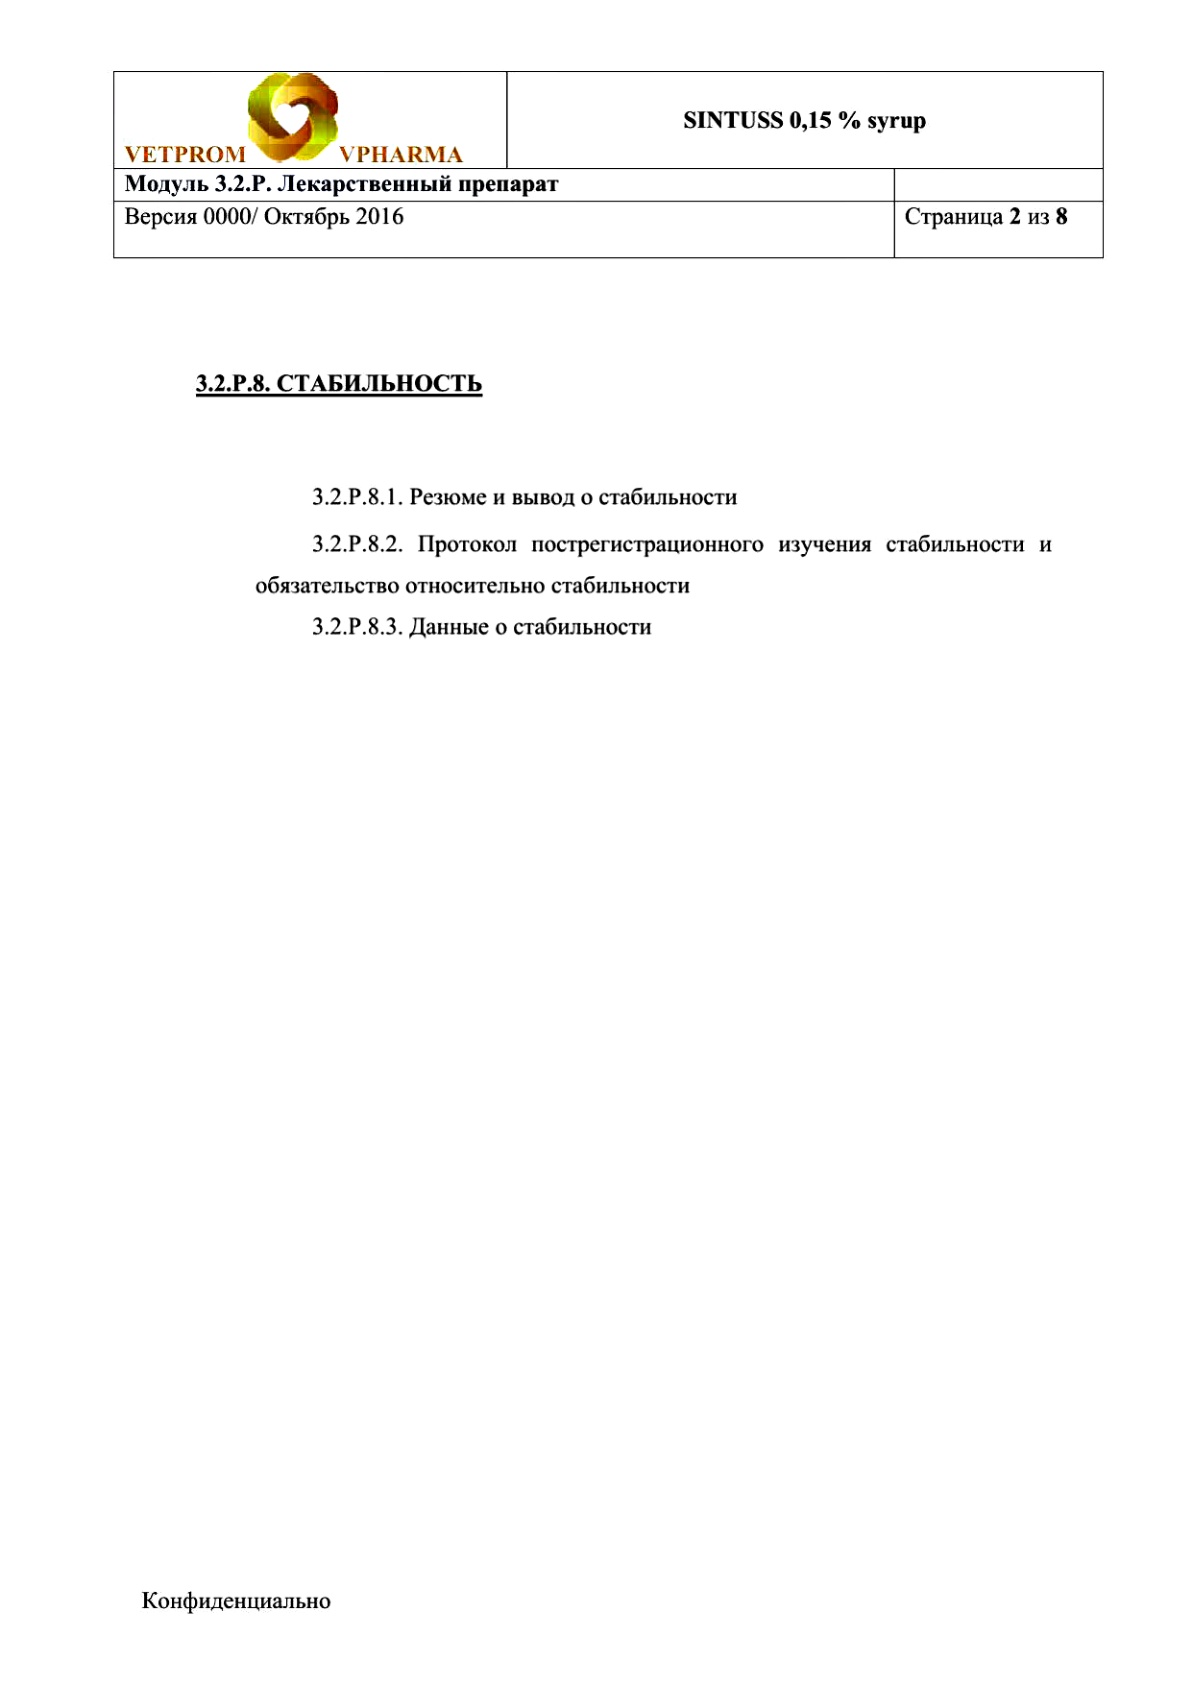 VETPROM VPHARMA
SINTUSS 0,15 % syrup
Модуль 3.2.Р. Лекарственный препарат
Версия 0000/ Октябрь 2016
Страница 2 из 8
3.2.Р.8. СТАБИЛЬНОСТЬ
3.2.Р.8.1. Резюме и вывод о стабильности
3.2.Р.8.2. Протокол пострегистрационного изучения стабильности и
обязательство относительно стабильности
3.2.Р.8.3. Данные о стабильности
Конфиденциально